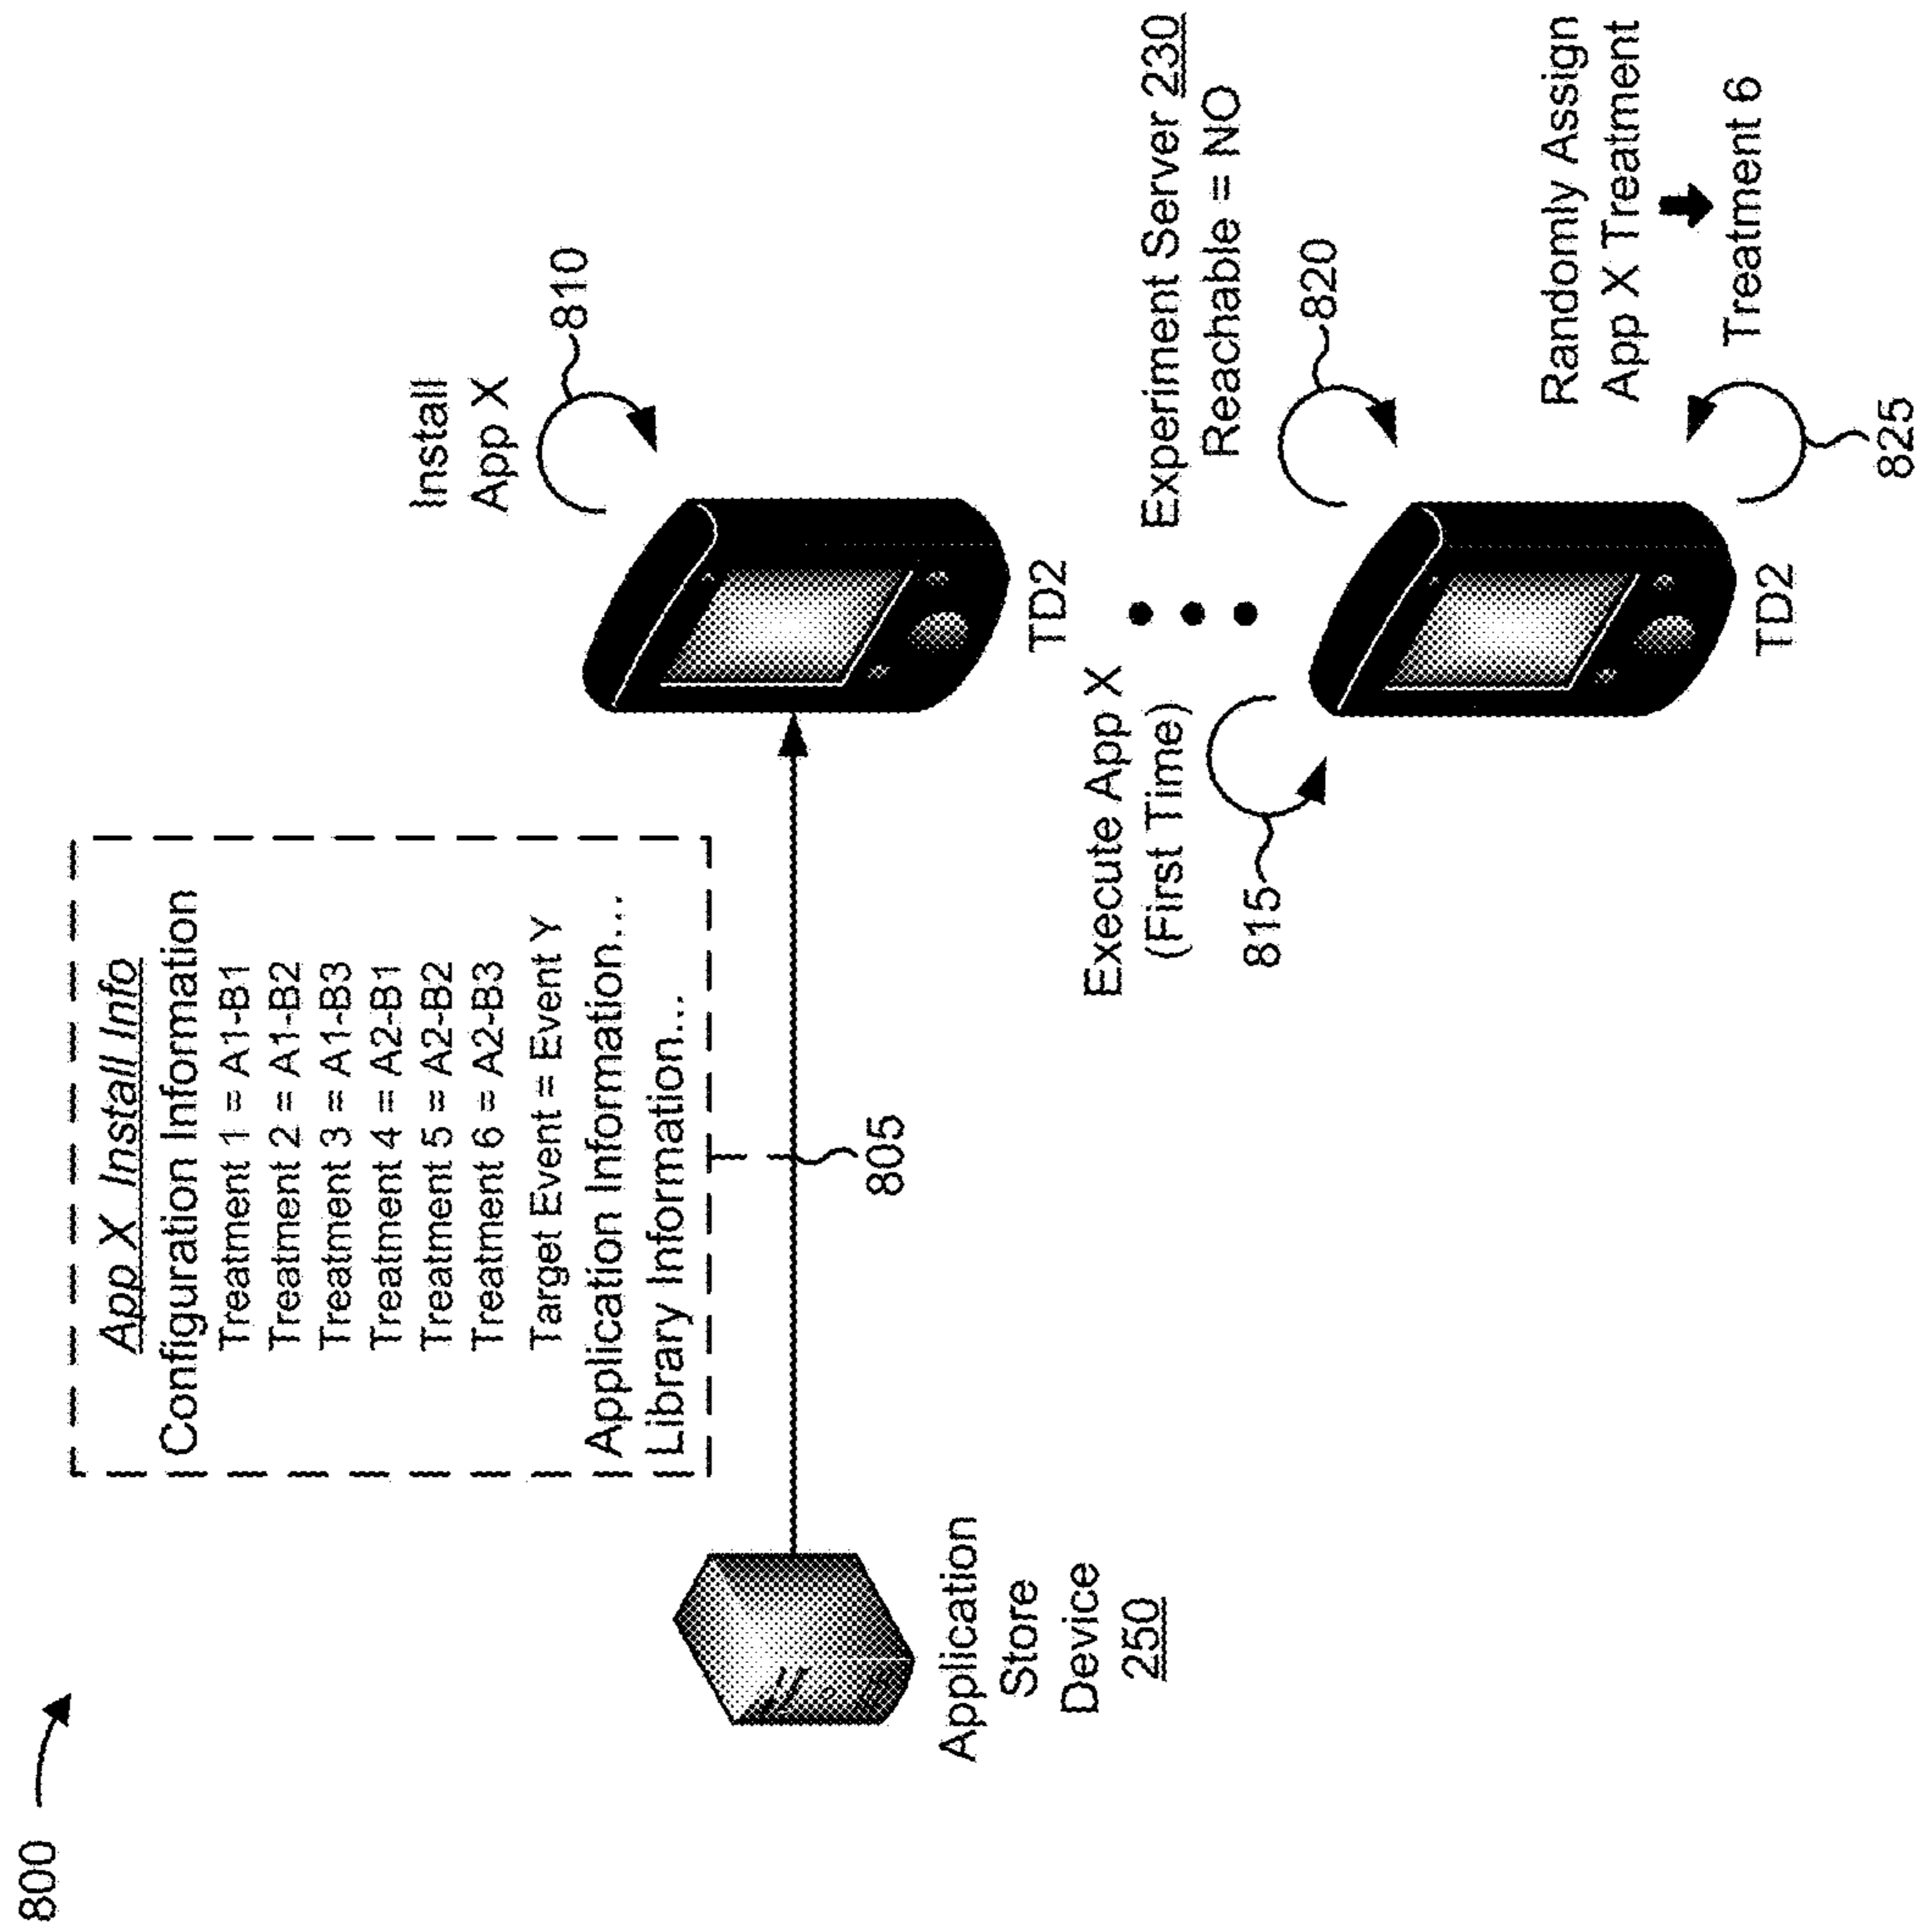 800
App X Install Info
Configuration Information
Treatment 1 = A1-B1
Treatment 2 = A1-B2
Treatment 3 = A1-B3
Treatment 4 = A2-B1
Treatment 5 = A2-B2
Treatment 6 = A2-B3
Target Event = Event Y
Application Information...
Library Information...
805
Application
Store
Device
250
Install
App X
810
TD2
Execute App X
(First Time)
815
Experiment Server 230
Reachable = NO
820
Randomly Assign
App X Treatment
Treatment 6
825
TD2